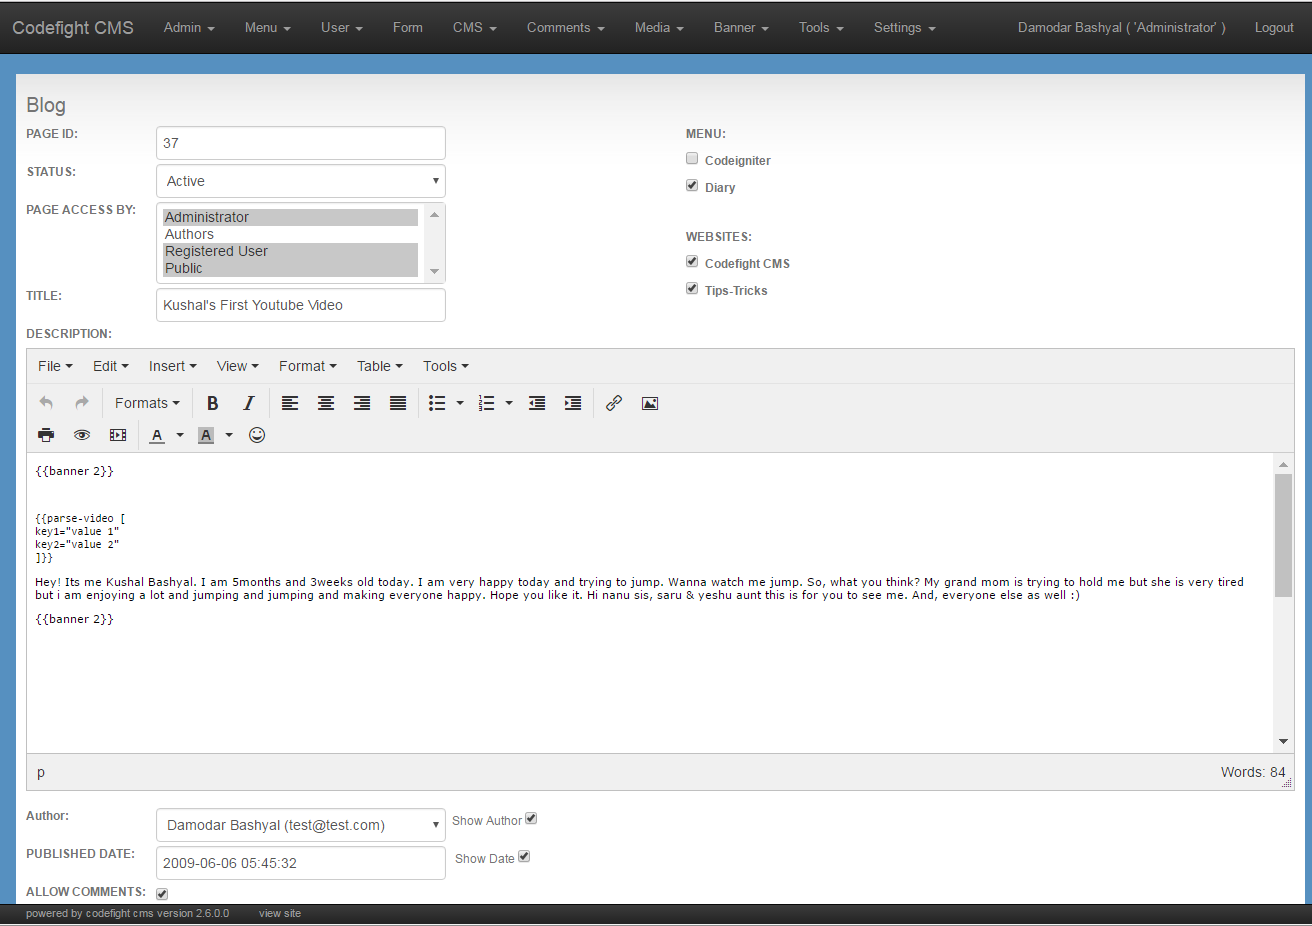 Codefight CMS Admin Menu User Form CMS Comments Media Banner Tools Settings Damodar Bashyal ( 'Administrator' ) Logout
Blog
PAGE ID: 37
STATUS: Active
PAGE ACCESS BY: Administrator
Authors
Registered User
Public
TITLE: Kushal's First Youtube Video
MENU:
Codeigniter
Diary
WEBSITES:
Codefight CMS
Tips-Tricks
DESCRIPTION:
File Edit Insert View Format Table Tools
Formats B I
A A
{{banner 2}}
{{parse-video [
key1="value 1"
key2="value 2"
]}}
Hey! Its me Kushal Bashyal. I am 5months and 3weeks old today. I am very happy today and trying to jump. Wanna watch me jump. So, what you think? My grand mom is trying to hold me but she is very tired
but i am enjoying a lot and jumping and jumping and making everyone happy. Hope you like it. Hi nanu sis, saru & yeshu aunt this is for you to see me. And, everyone else as well :)
{{banner 2}}
p Words: 84
Author: Damodar Bashyal (test@test.com) Show Author
PUBLISHED DATE: 2009-06-06 05:45:32 Show Date
ALLOW COMMENTS:
powered by codefight cms version 2.6.0.0 view site